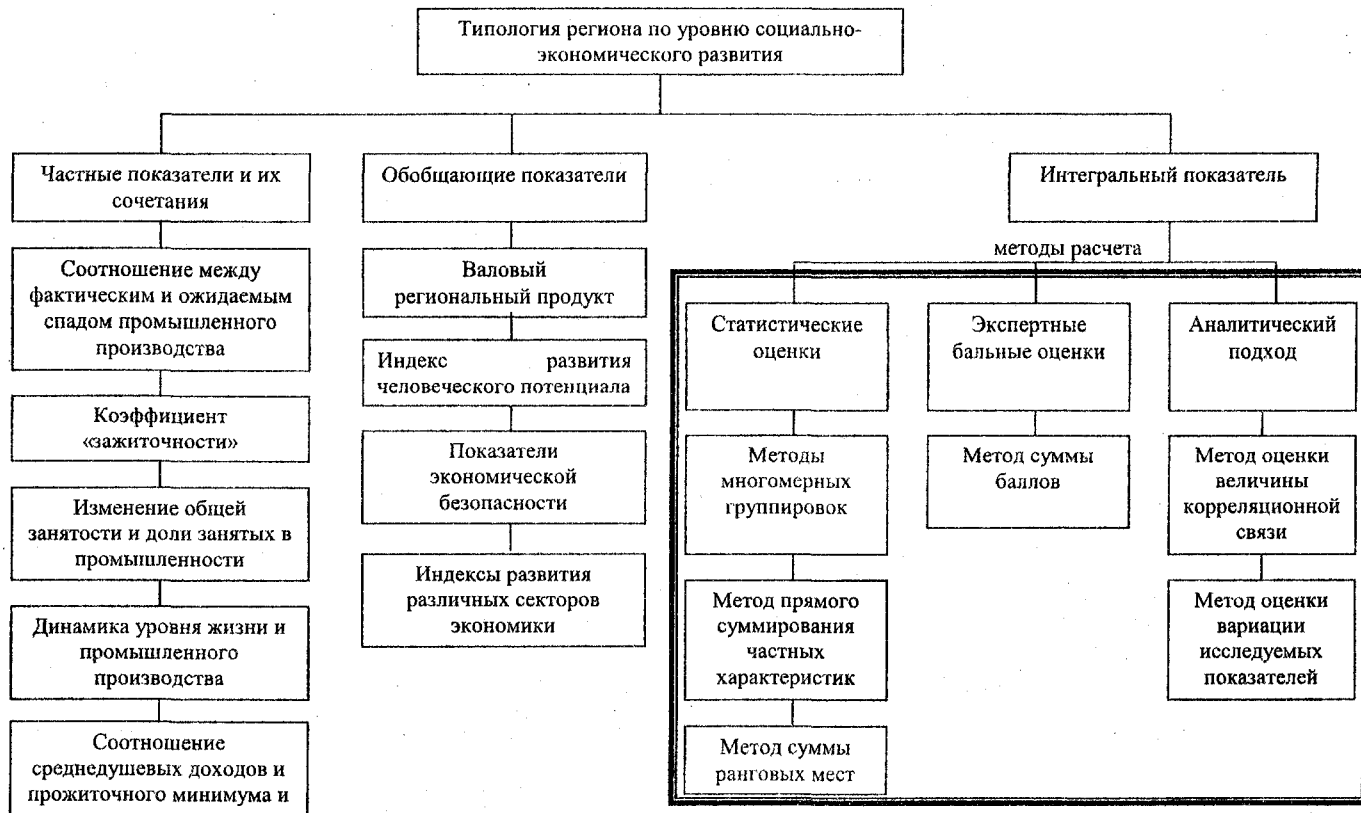 Типология региона по уровню социально-
экономического развития
Частные показатели и их
сочетания
Соотношение между
фактическим и ожидаемым
спадом промышленного
производства
Коэффициент
«зажиточности»
Изменение общей
занятости и доли занятых в
промышленности
Динамика уровня жизни и
промышленного
производства
Соотношение
среднедушевых доходов и
прожиточного минимума и
Обобщающие показатели
Валовый
региональный продукт
Индекс развития
человеческого потенциала
Показатели
экономической
безопасности
Индексы развития
различных секторов
экономики
Интегральный показатель
методы расчета
Статистические
оценки
Методы
многомерных
группировок
Метод прямого
суммирования
частных
характеристик
Метод суммы
ранговых мест
Экспертные
бальные оценки
Метод суммы
баллов
Аналитический
подход
Метод оценки
величины
корреляционной
связи
Метод оценки
вариации
исследуемых
показателей